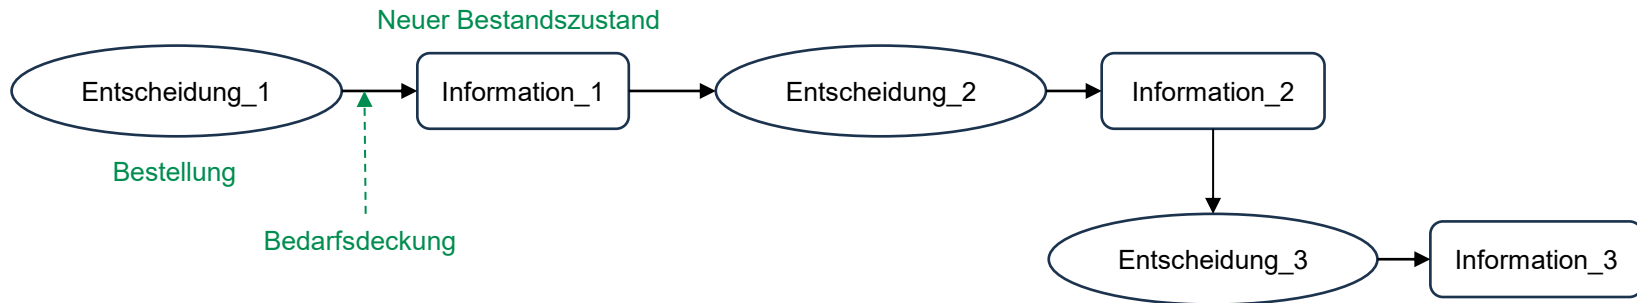 Neuer Bestandszustand
Entscheidung_1
Information_1
Entscheidung_2
Information_2
Bestellung
Bedarfsdeckung
Entscheidung_3
Information_3